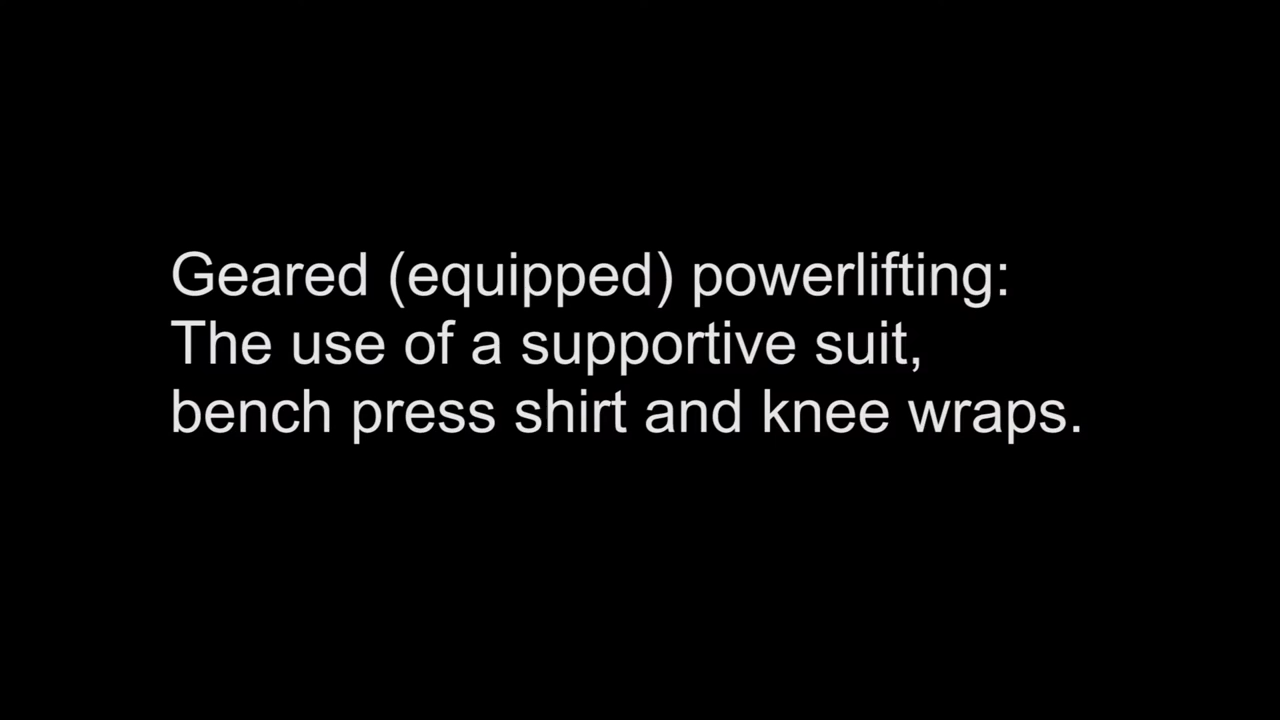 Geared (equipped) powerlifting:
The use of a supportive suit,
bench press shirt and knee wraps.